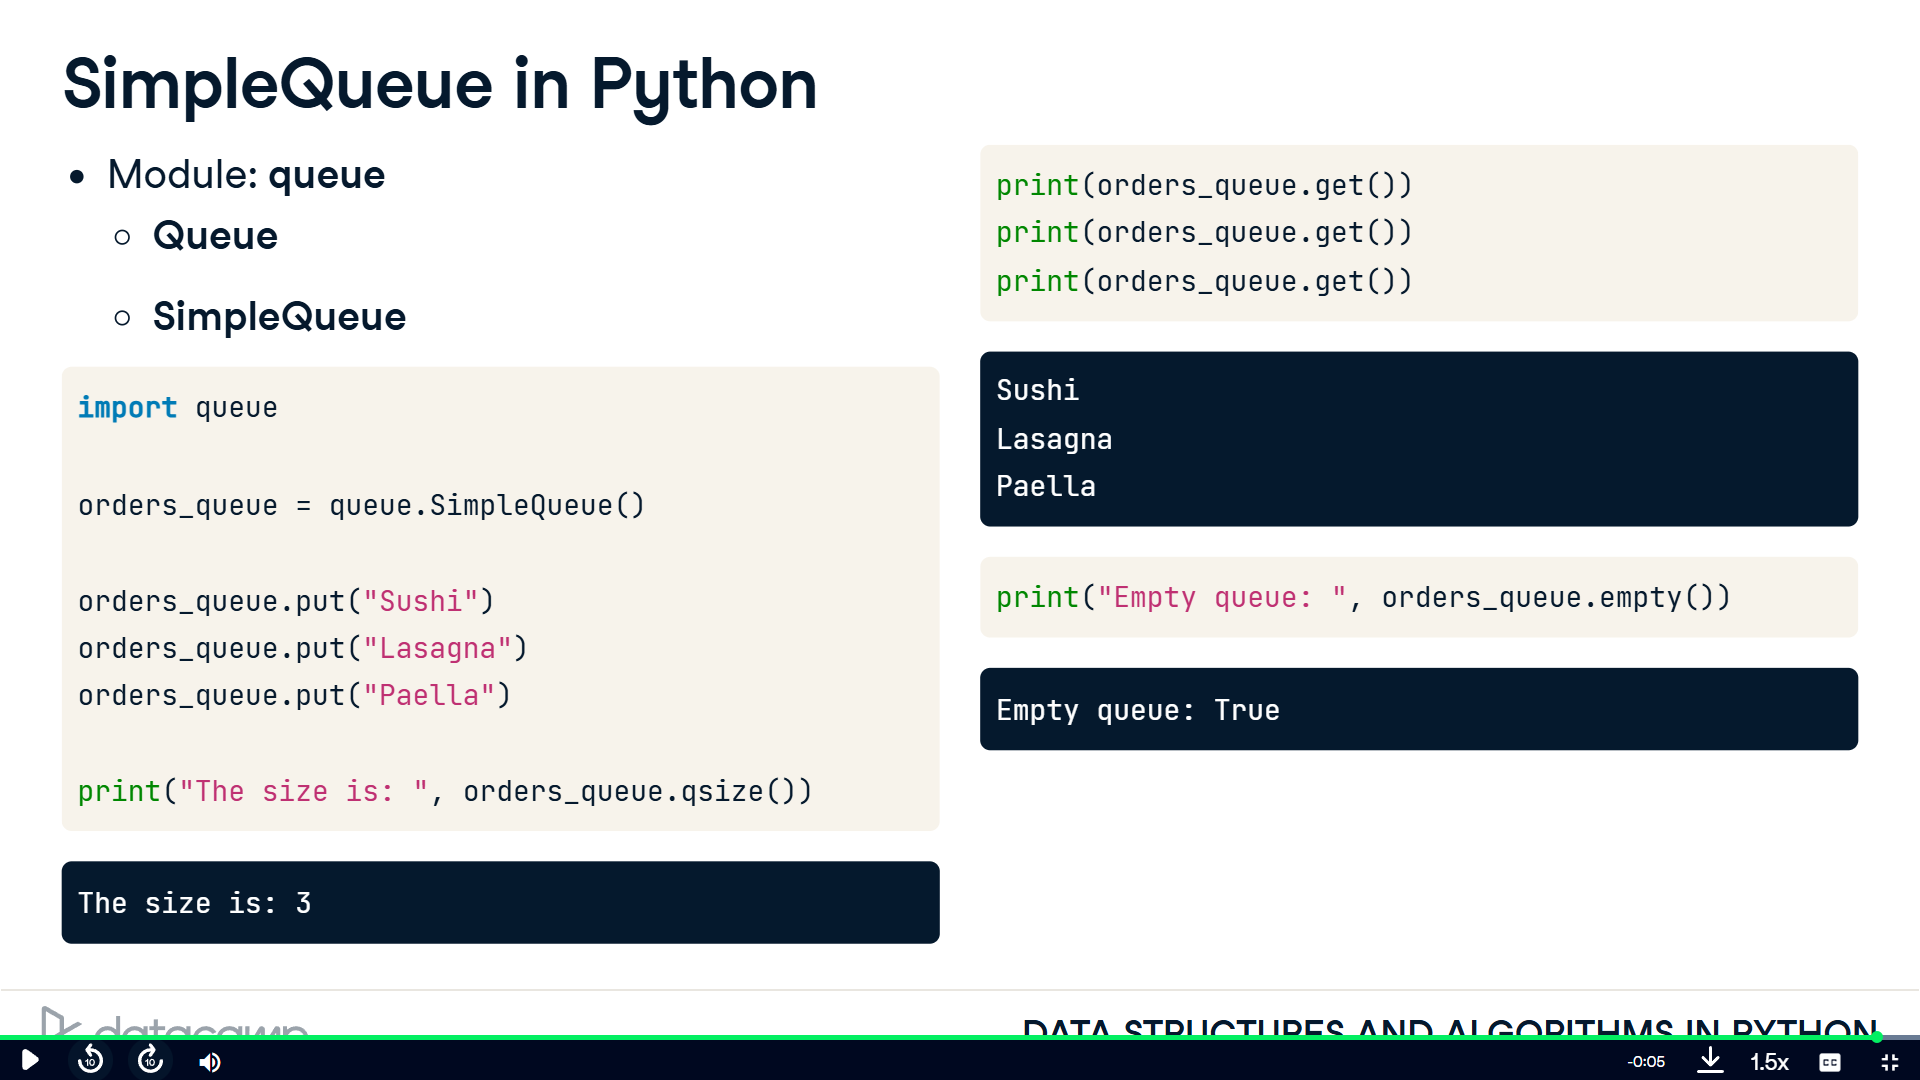 SimpleQueue in Python
• Module: queue
○ Queue
○ SimpleQueue
import queue
orders_queue = queue.SimpleQueue()
orders_queue.put("Sushi")
orders_queue.put("Lasagna")
orders_queue.put("Paella")
print("The size is: ", orders_queue.qsize())
The size is: 3
print(orders_queue.get())
print(orders_queue.get())
print(orders_queue.get())
Sushi
Lasagna
Paella
print("Empty queue: ", orders_queue.empty())
Empty queue: True
datacamp
DATA STRUCTURES AND ALGORITHMS IN PYTHON
10
10
-0:05
1.5x
CC